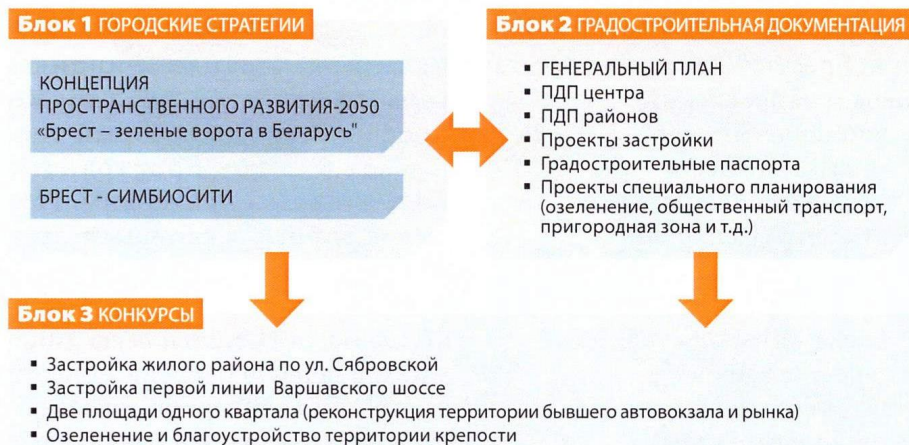 Блок 1 ГОРОДСКИЕ СТРАТЕГИИ
КОНЦЕПЦИЯ
ПРОСТРАНСТВЕННОГО РАЗВИТИЯ-2050
«Брест – зеленые ворота в Беларусь"
БРЕСТ - СИМБИОСИТИ
Блок 2 ГРАДОСТРОИТЕЛЬНАЯ ДОКУМЕНТАЦИЯ
▪ ГЕНЕРАЛЬНЫЙ ПЛАН
▪ ПДП центра
▪ ПДП районов
▪ Проекты застройки
▪ Градостроительные паспорта
▪ Проекты специального планирования
(озеленение, общественный транспорт,
пригородная зона и т.д.)
Блок 3 КОНКУРСЫ
▪ Застройка жилого района по ул. Сябровской
▪ Застройка первой линии Варшавского шоссе
▪ Две площади одного квартала (реконструкция территории бывшего автовокзала и рынка)
▪ Озеленение и благоустройство территории крепости